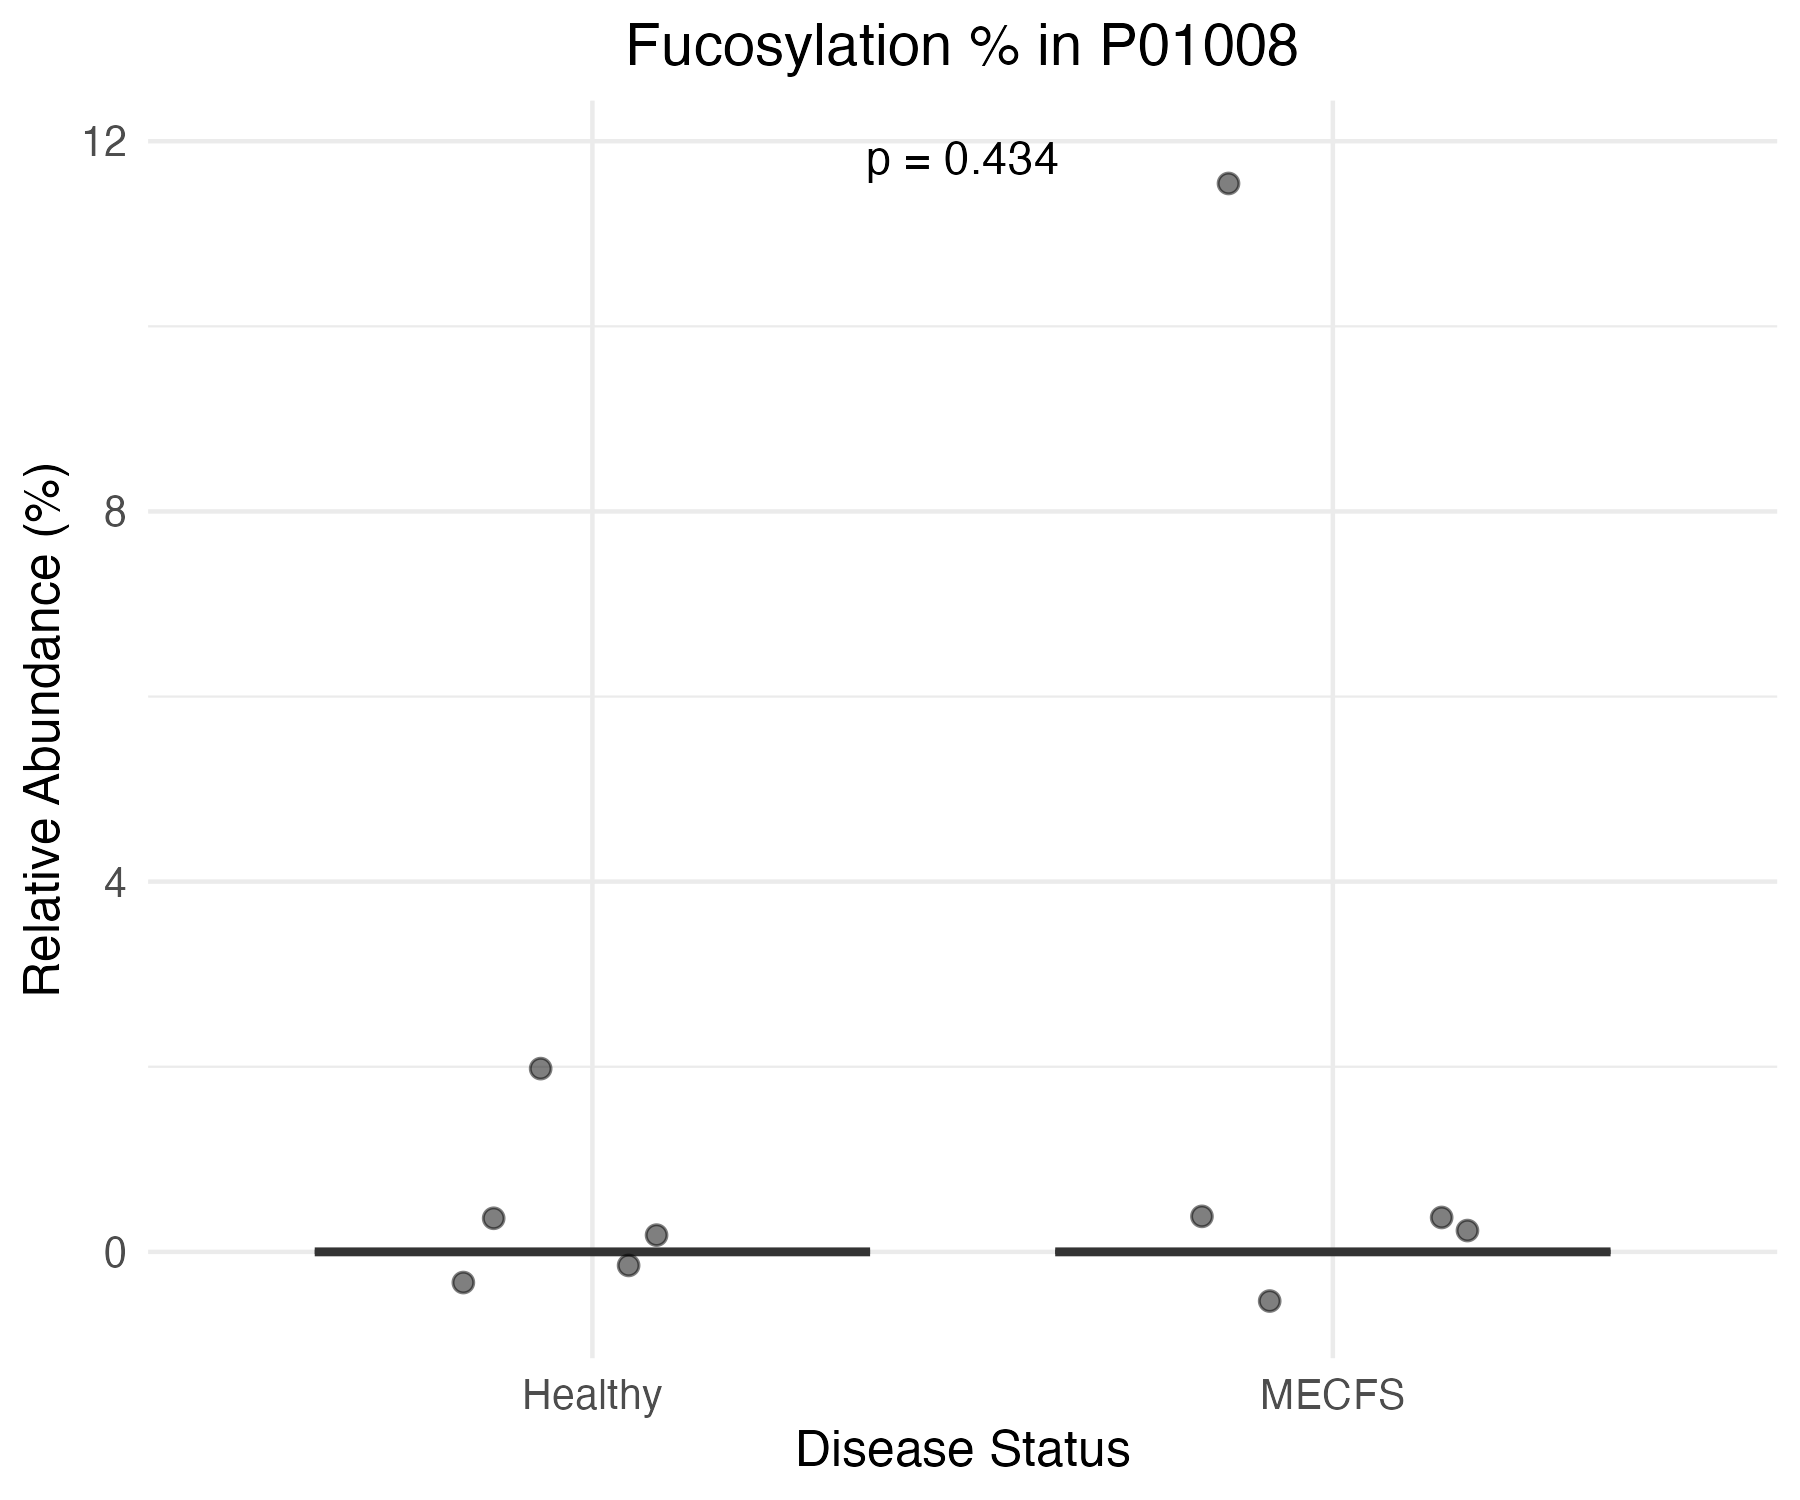 Fucosylation % in P01008
12
p = 0.434
8
4
0
Relative Abundance (%)
Healthy
MECFS
Disease Status